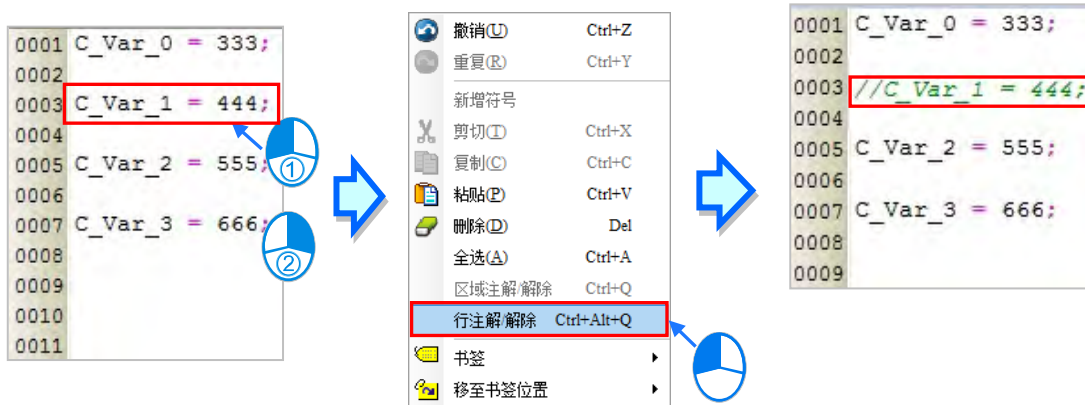 0001 C_Var_0 = 333;
0002
0003 C_Var_1 = 444;
0004
0005 C_Var_2 = 555;
0006
0007 C_Var_3 = 666;
0008
0009
0010
0011
①
②
撤销(U) Ctrl+Z
重复(R) Ctrl+Y
新增符号
剪切(T) Ctrl+X
复制(C) Ctrl+C
粘贴(P) Ctrl+V
删除(D) Del
全选(A) Ctrl+A
区域注解/解除 Ctrl+Q
行注解/解除 Ctrl+Alt+Q
书签
移至书签位置
0001 C_Var_0 = 333;
0002
0003 //C_Var_1 = 444;
0004
0005 C_Var_2 = 555;
0006
0007 C_Var_3 = 666;
0008
0009